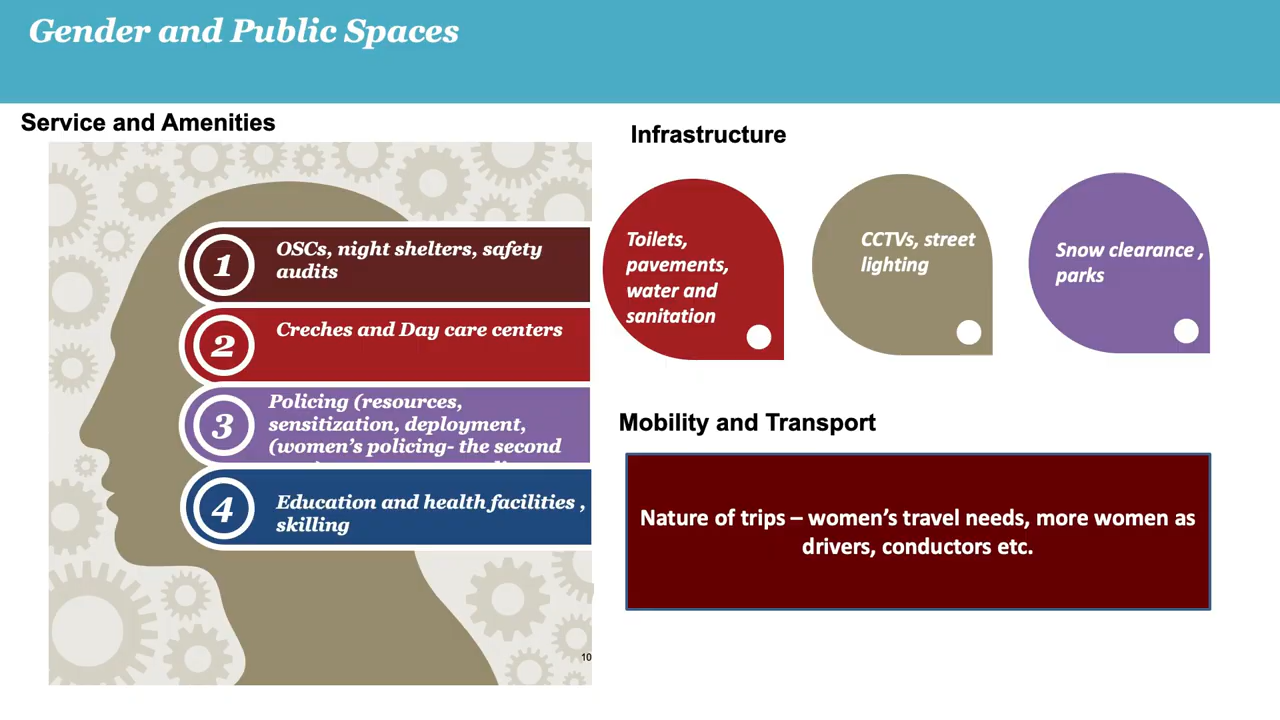 Gender and Public Spaces
Service and Amenities
1
OSCs, night shelters, safety
audits
2
Creches and Day care centers
3
Policing (resources,
sensitization, deployment,
(women's policing- the second
4
Education and health facilities ,
skilling
10
Infrastructure
Toilets,
pavements,
water and
sanitation
CCTVs, street
lighting
Snow clearance ,
parks
Mobility and Transport
Nature of trips – women's travel needs, more women as
drivers, conductors etc.